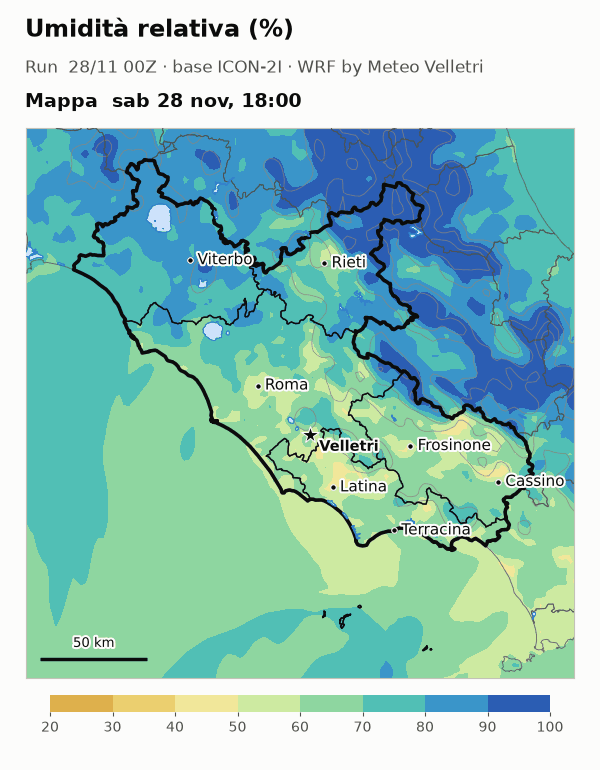 Umidità relativa (%)
Run  28/11 00Z · base ICON-2I · WRF by Meteo Velletri
Mappa  sab 28 nov, 18:00
Viterbo
Rieti
Roma
Velletri
Frosinone
Latina
Cassino
Terracina
50 km
20 30 40 50 60 70 80 90 100